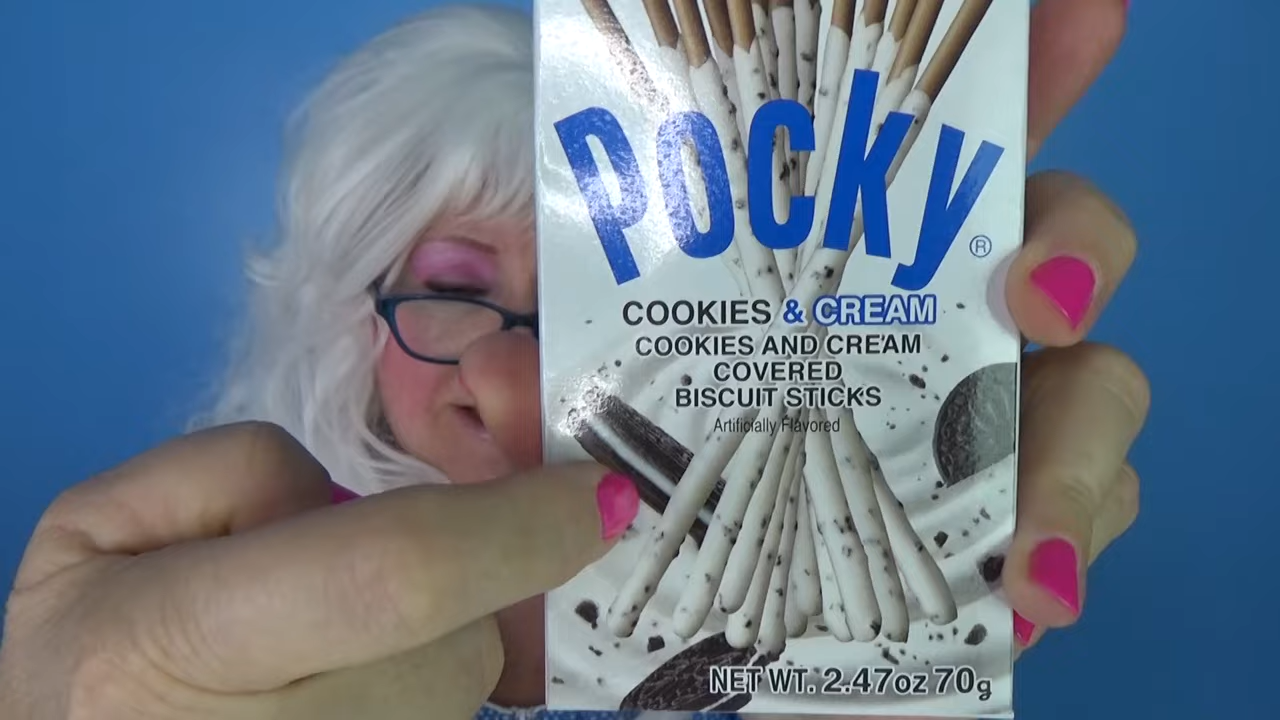 Pocky®
COOKIES & CREAM
COOKIES AND CREAM
COVERED
BISCUIT STICKS
Artificially Flavored
NET WT. 2.47oz 70g